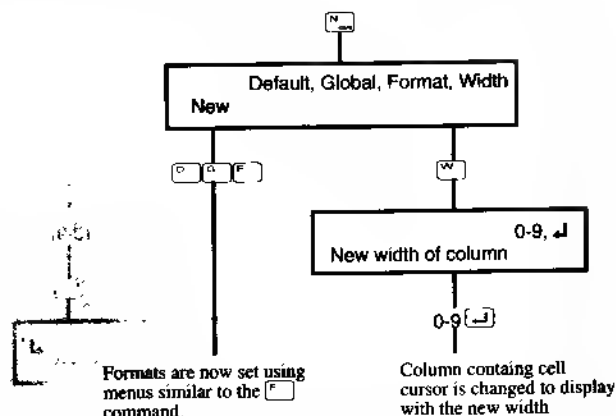 N
Default, Global, Format, Width
New
D G F
W
0-9, ↲
New width of column
0-9 ↲
Formats are now set using
menus similar to the F
command.
Column containg cell
cursor is changed to display
with the new width